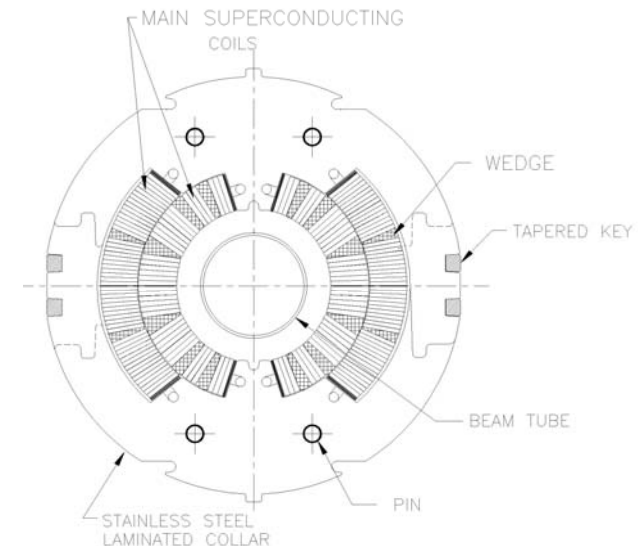 MAIN SUPERCONDUCTING
COILS
WEDGE
TAPERED KEY
BEAM TUBE
PIN
STAINLESS STEEL
LAMINATED COLLAR